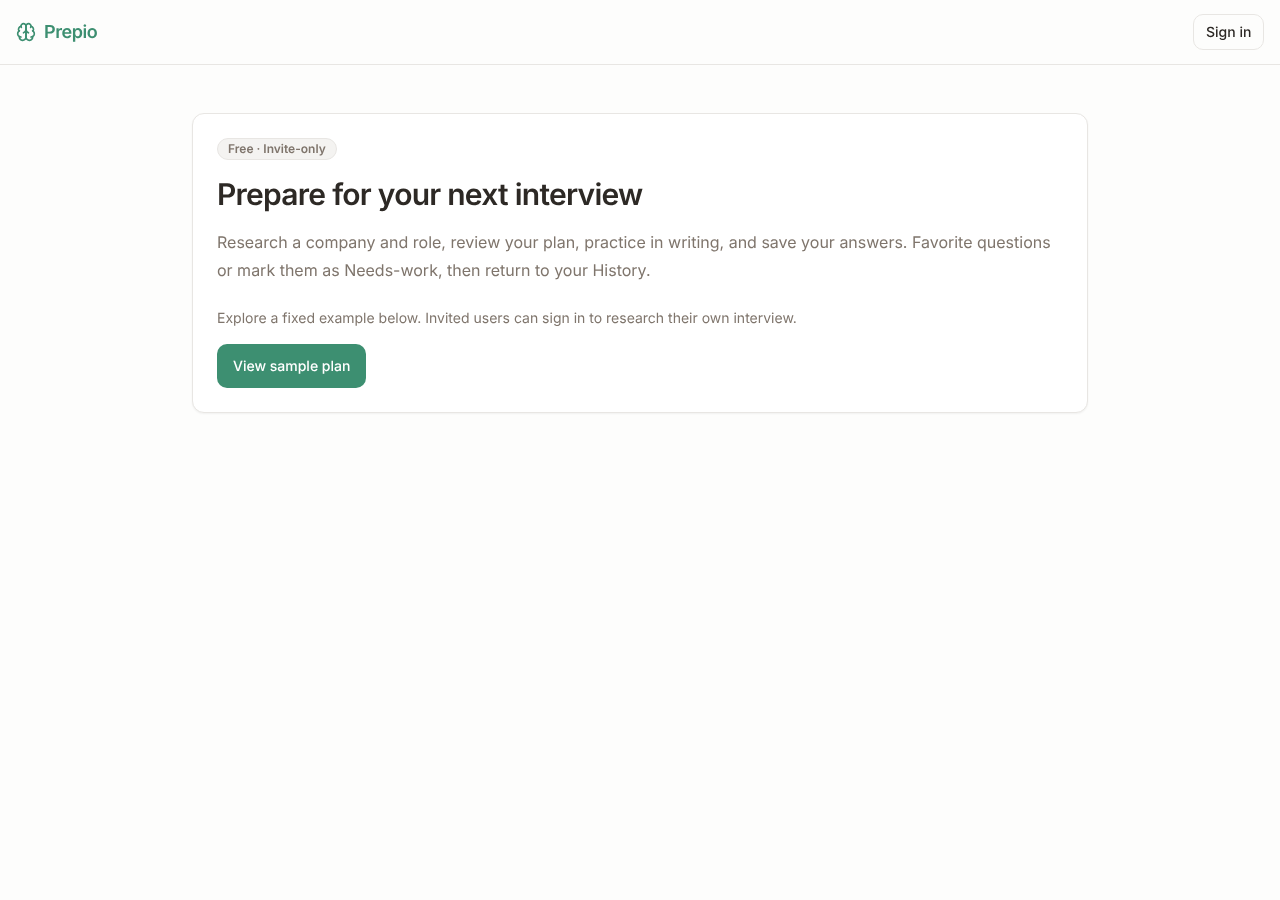 Prepio
Sign in
Free · Invite-only
Prepare for your next interview
Research a company and role, review your plan, practice in writing, and save your answers. Favorite questions
or mark them as Needs-work, then return to your History.
Explore a fixed example below. Invited users can sign in to research their own interview.
View sample plan